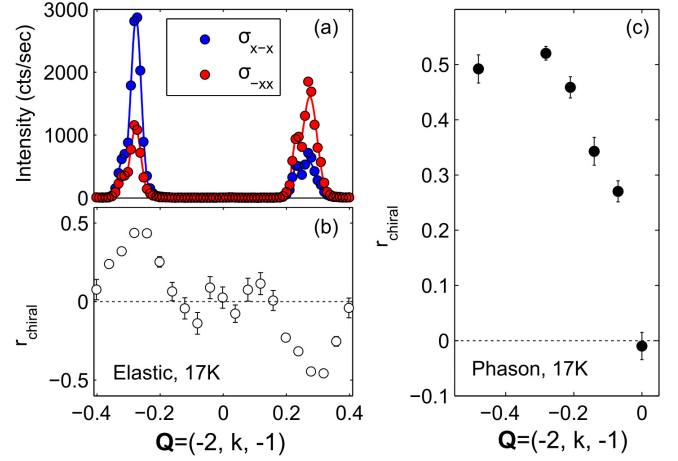 (a)
σx−x
σ−xx
Intensity (cts/sec)
3000
2000
1000
0
(b)
rchiral
0.5
0
−0.5
Elastic, 17K
−0.4 −0.2 0 0.2 0.4
Q=(-2, k, -1)
(c)
rchiral
0.5
0.4
0.3
0.2
0.1
0
−0.1
Phason, 17K
−0.4 −0.2 0
Q=(-2, k, -1)